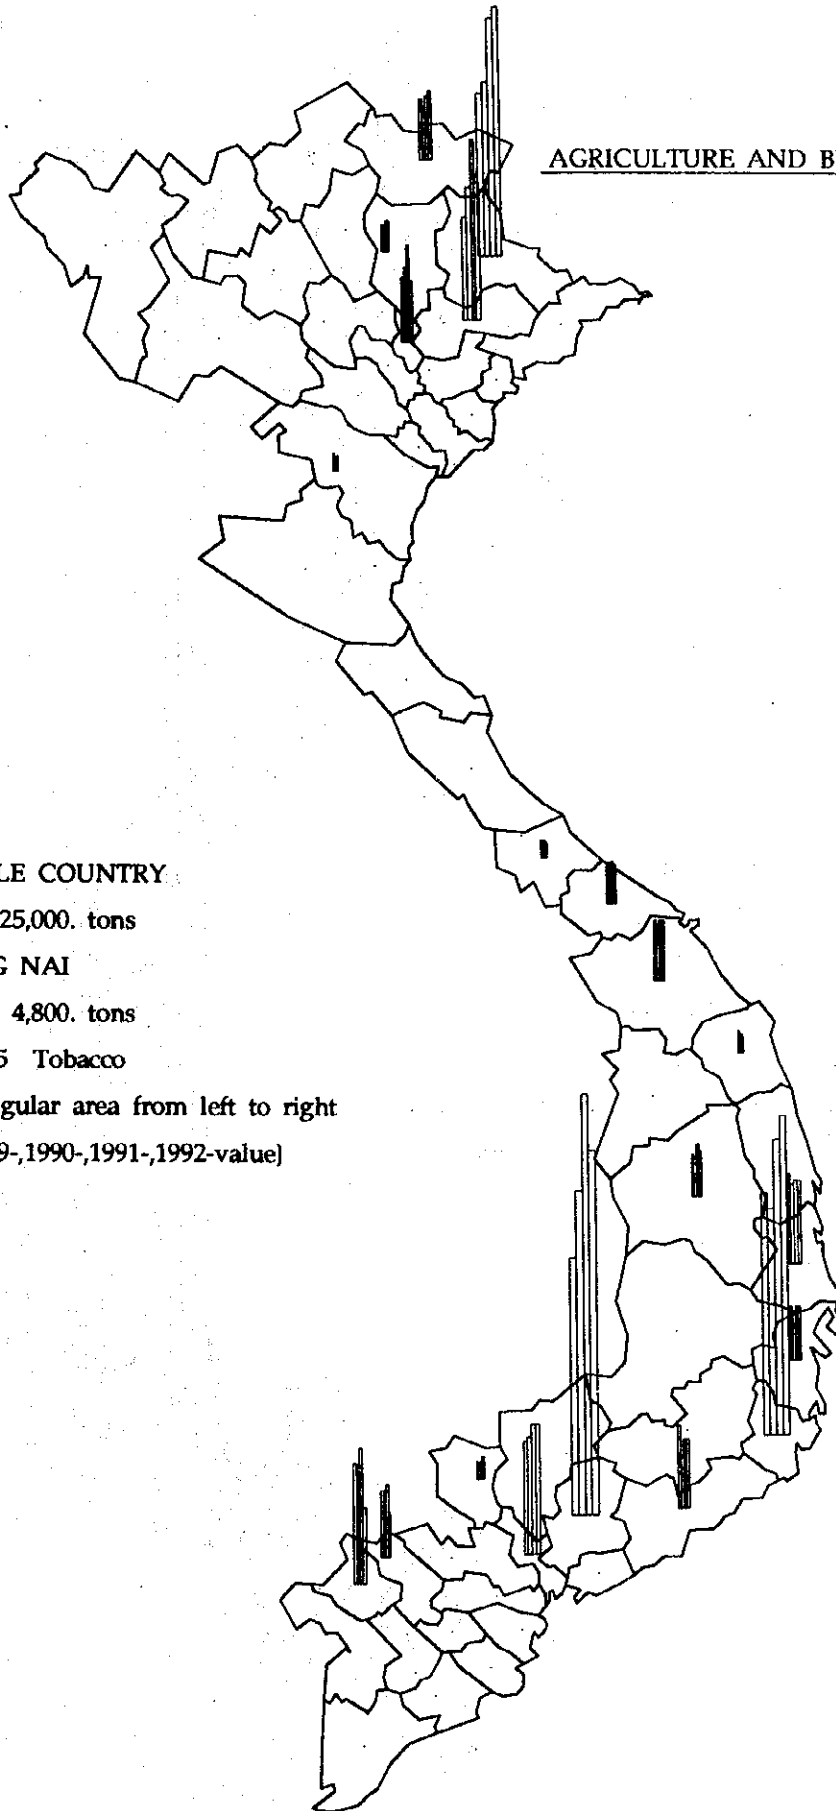 AGRICULTURE AND B
LE COUNTRY
25,000. tons
G NAI
4,800. tons
5 Tobacco
gular area from left to right
9-,1990-,1991-,1992-value)